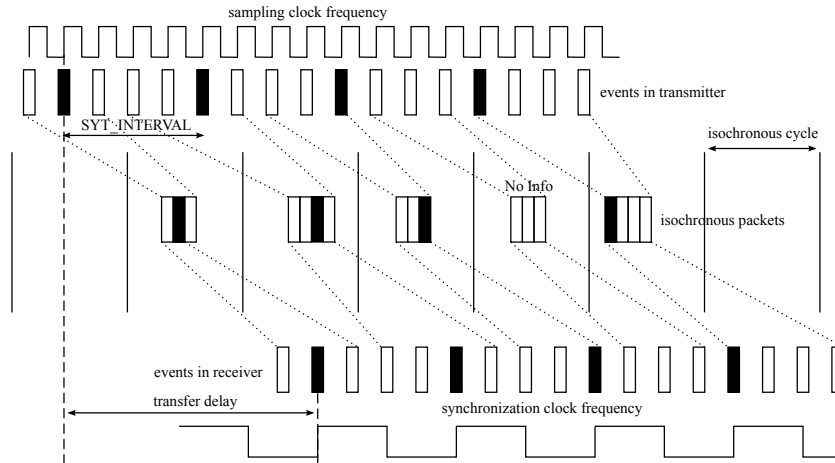 sampling clock frequency
events in transmitter
SYT_INTERVAL
isochronous cycle
No Info
isochronous packets
events in receiver
transfer delay
synchronization clock frequency